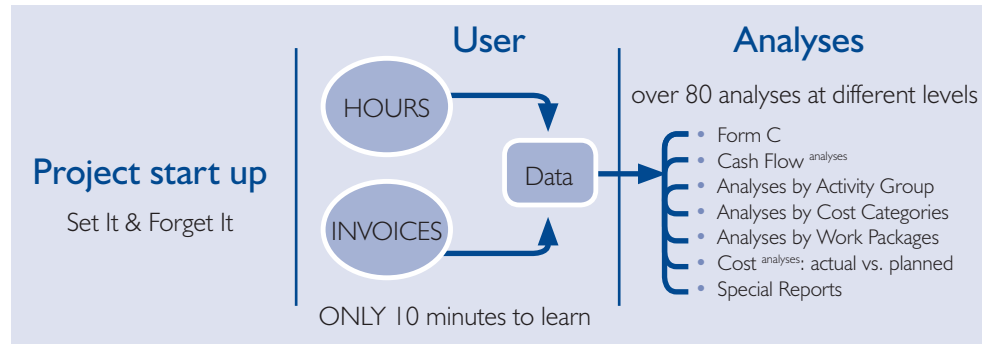 Project start up
Set It & Forget It
User
HOURS
INVOICES
Data
ONLY 10 minutes to learn
Analyses
over 80 analyses at different levels
• Form C
• Cash Flow analyses
• Analyses by Activity Group
• Analyses by Cost Categories
• Analyses by Work Packages
• Cost analyses: actual vs. planned
• Special Reports